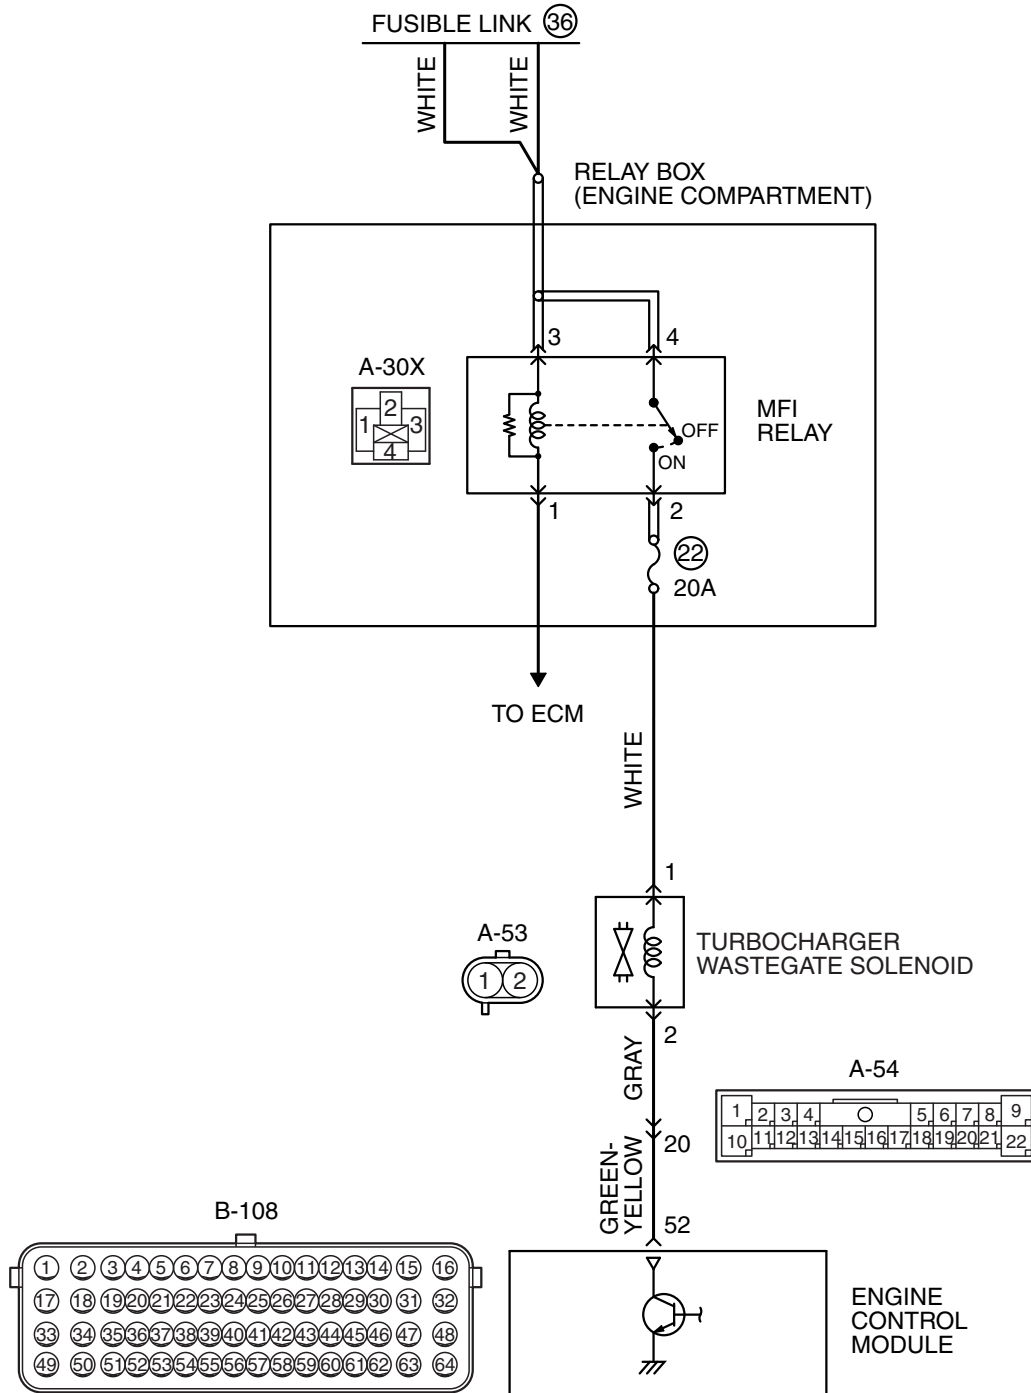 FUSIBLE LINK 36
WHITE
WHITE
RELAY BOX
(ENGINE COMPARTMENT)
3
4
A-30X
2
1
3
4
MFI
RELAY
OFF
ON
1
2
22
20A
TO ECM
WHITE
1
A-53
1 2
TURBOCHARGER
WASTEGATE SOLENOID
2
GRAY
A-54
1 2 3 4 5 6 7 8 9
10 11 12 13 14 15 16 17 18 19 20 21 22
20
GREEN-
YELLOW
52
B-108
1 2 3 4 5 6 7 8 9 10 11 12 13 14 15 16
17 18 19 20 21 22 23 24 25 26 27 28 29 30 31 32
33 34 35 36 37 38 39 40 41 42 43 44 45 46 47 48
49 50 51 52 53 54 55 56 57 58 59 60 61 62 63 64
ENGINE
CONTROL
MODULE